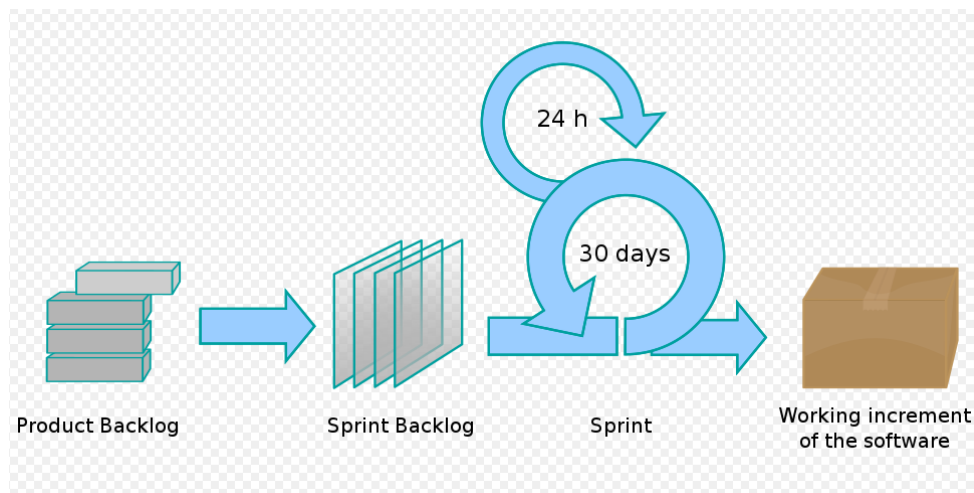 24 h
30 days
Product Backlog
Sprint Backlog
Sprint
Working increment
of the software